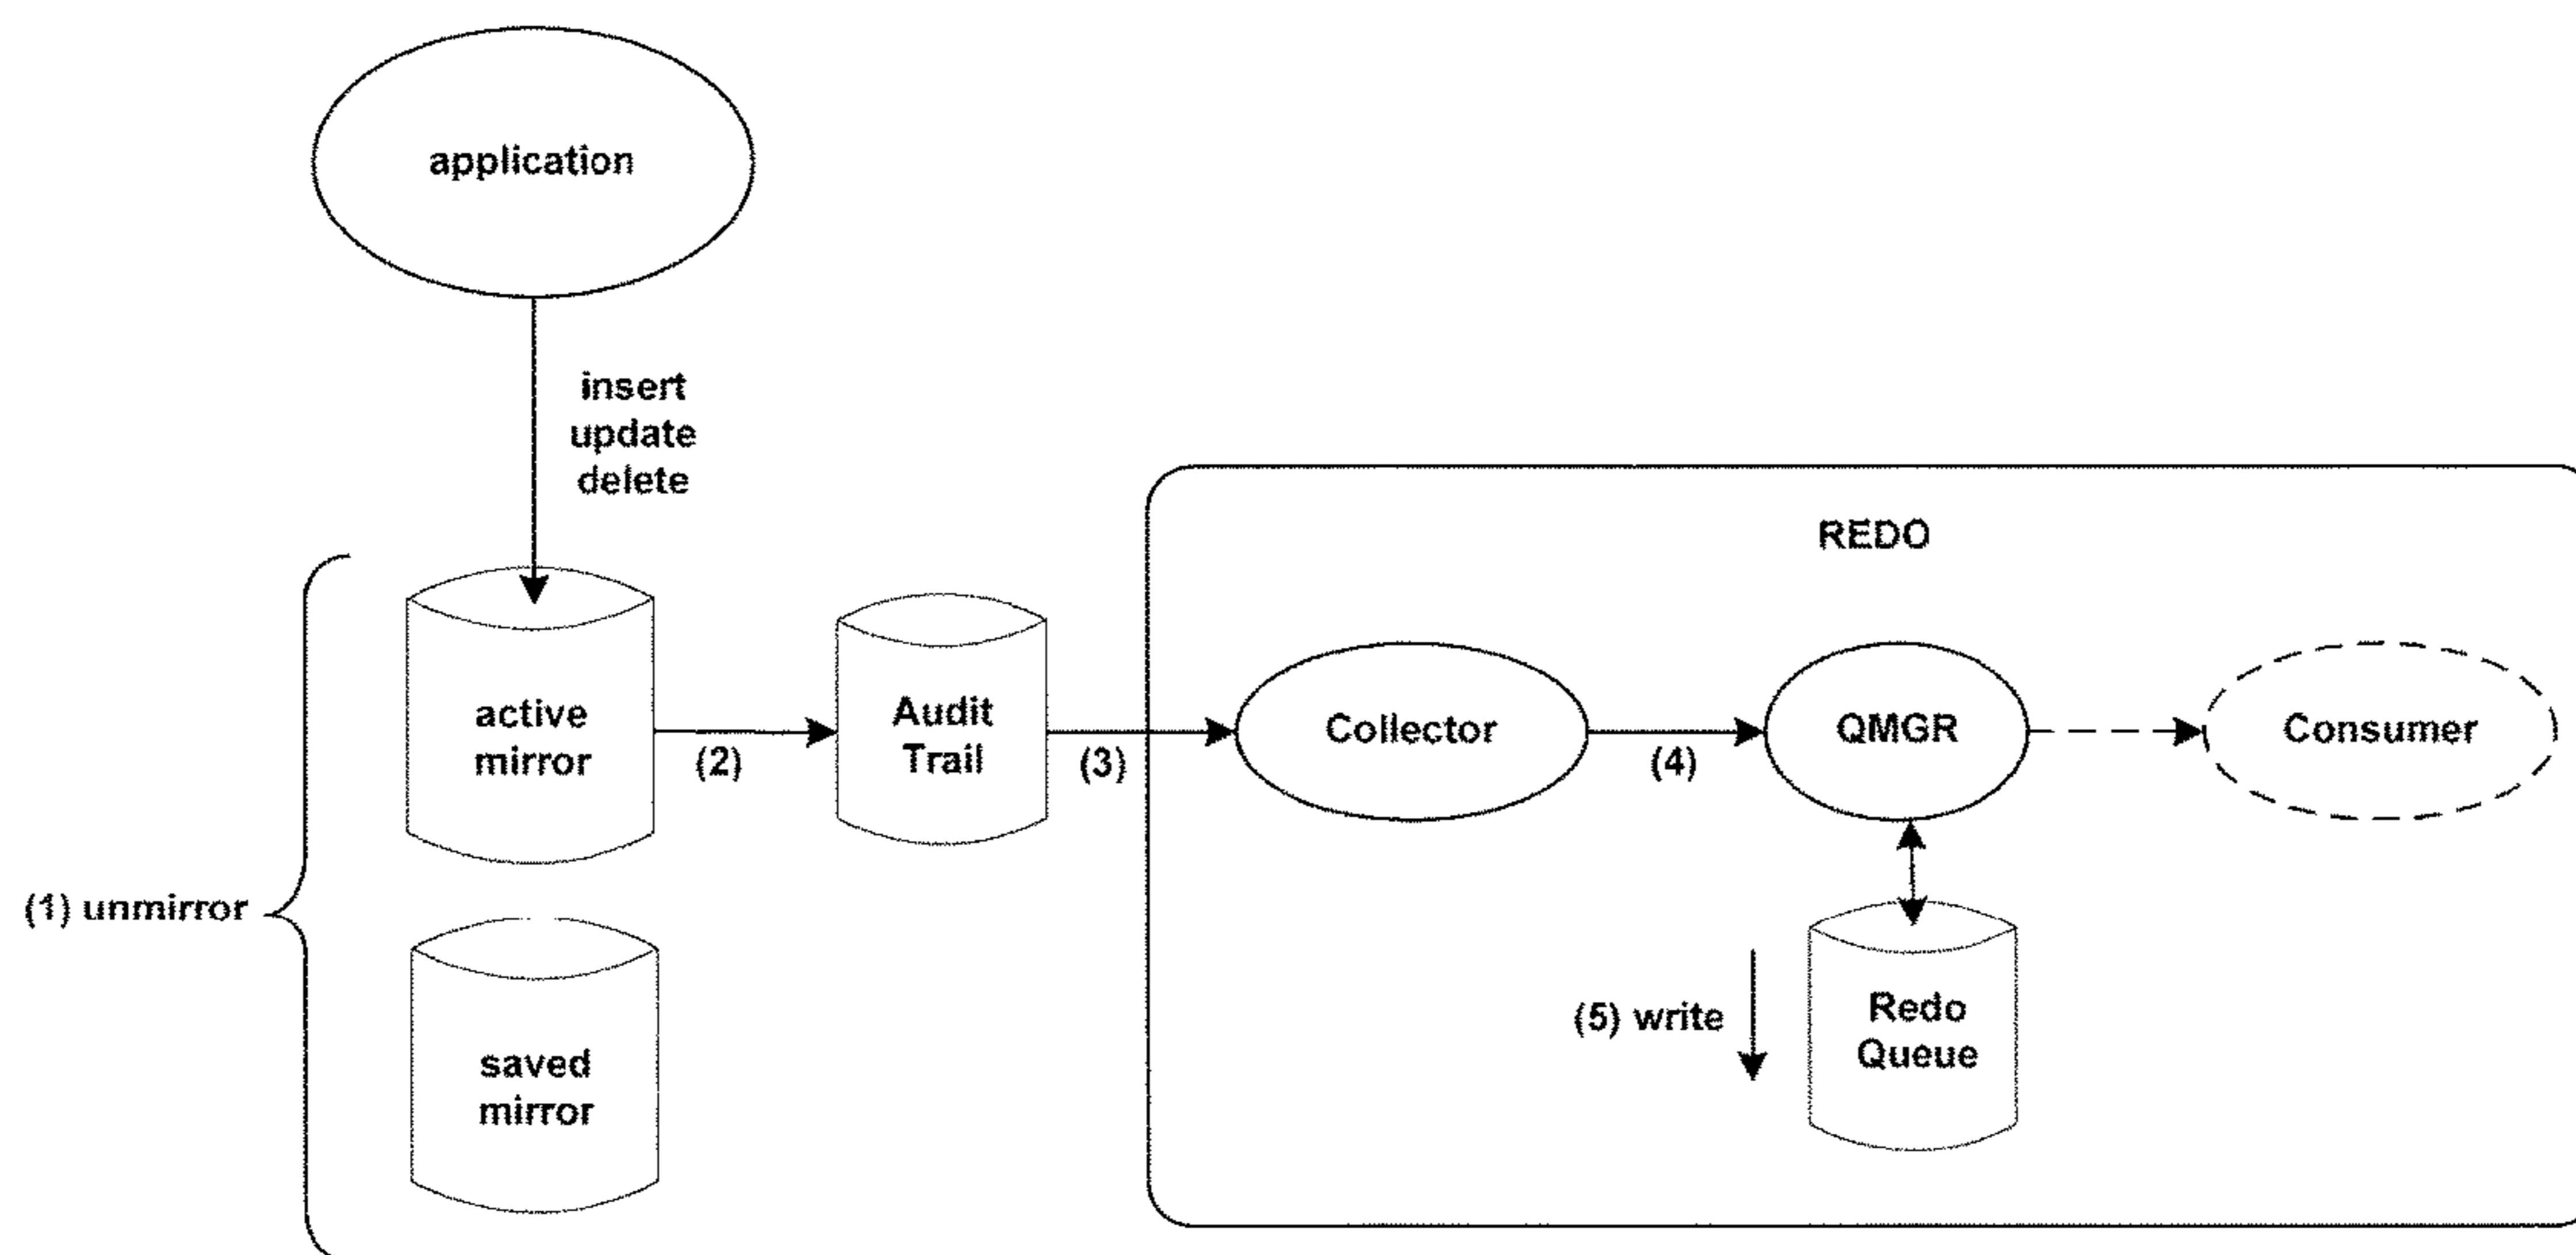 application
insert
update
delete
REDO
active
mirror
(2)
Audit
Trail
(3)
Collector
(4)
QMGR
Consumer
(1) unmirror
saved
mirror
(5) write
Redo
Queue